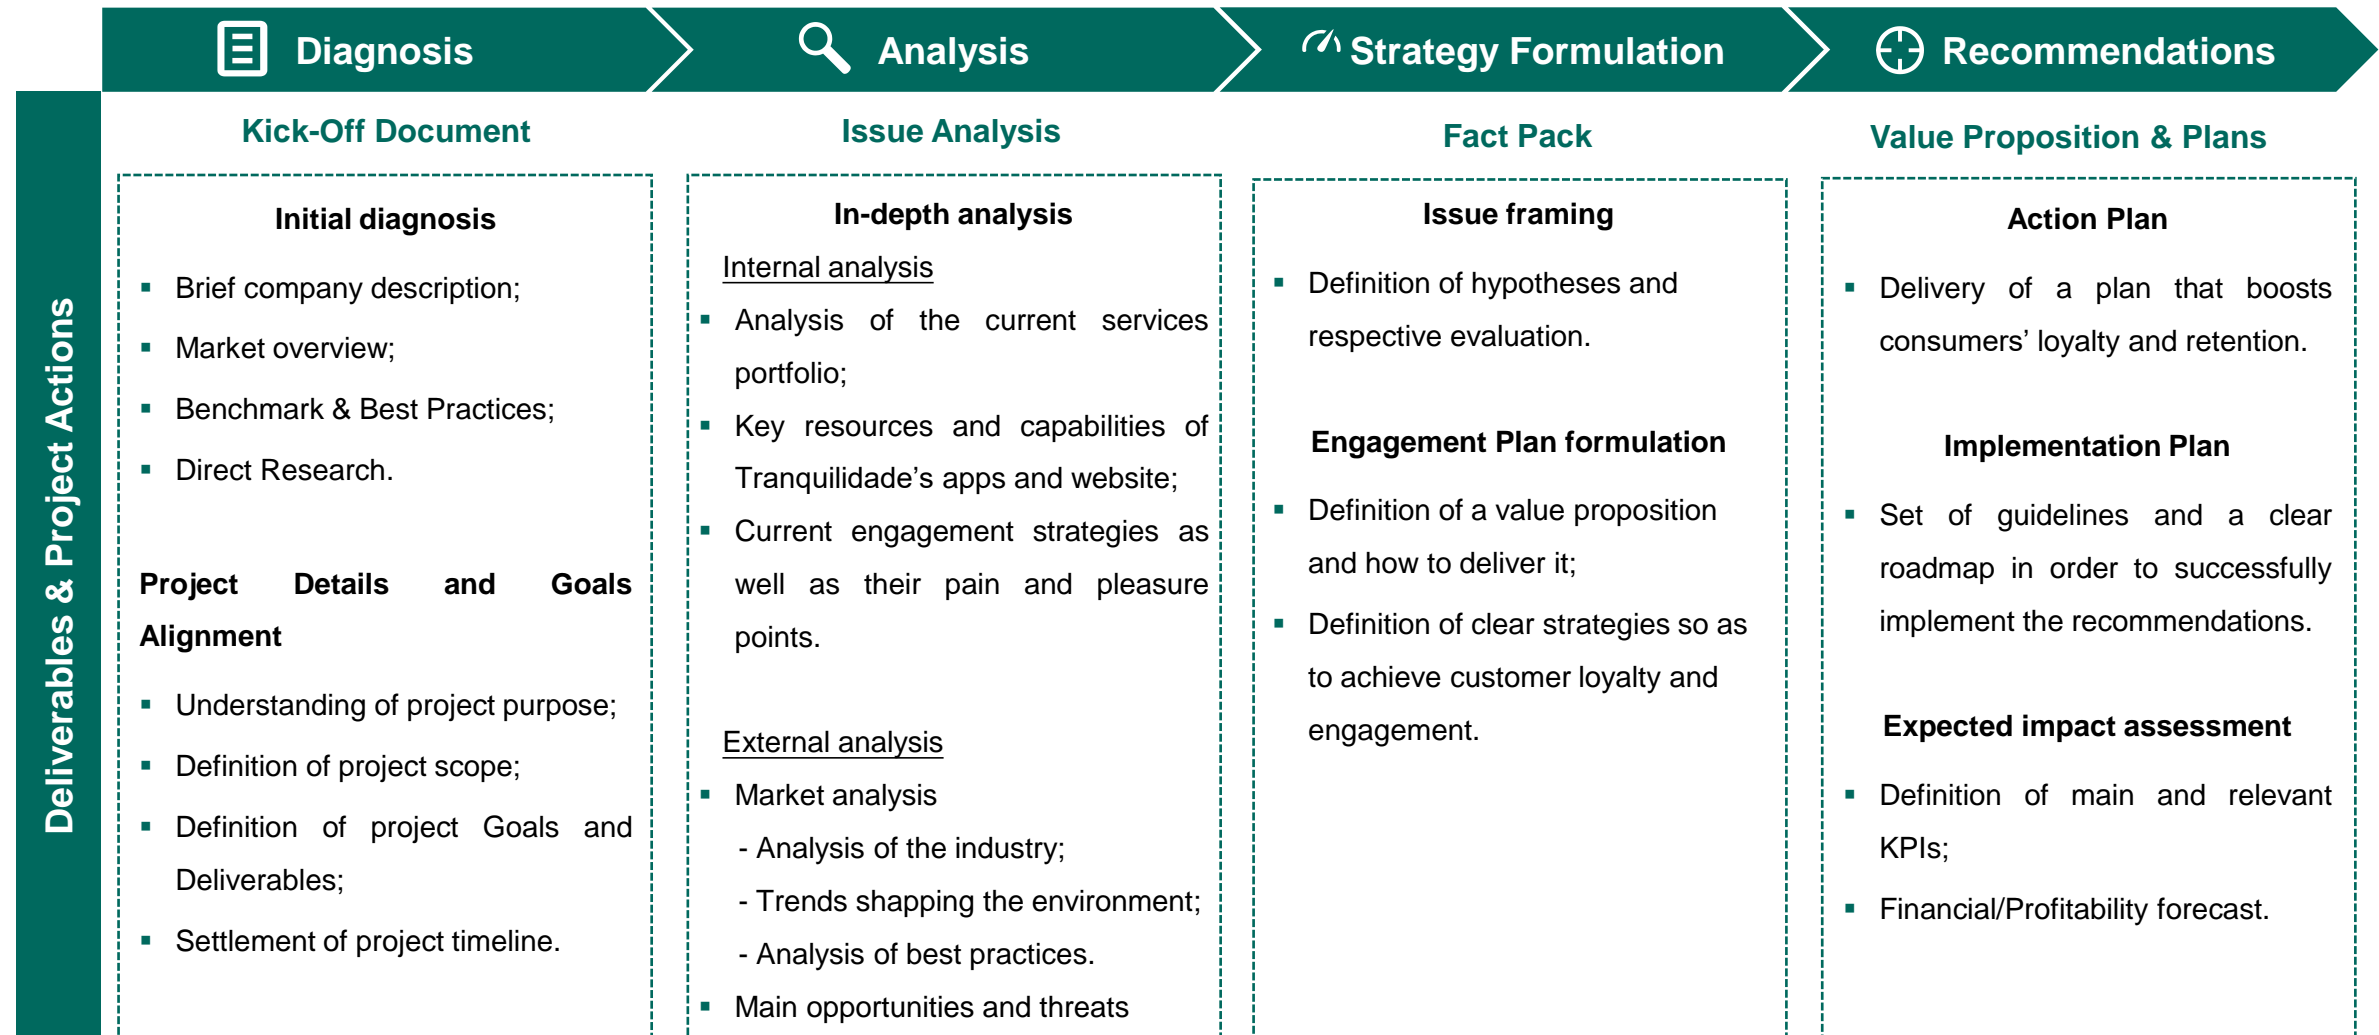 Diagnosis
Analysis
Strategy Formulation
Recommendations
Deliverables & Project Actions
Kick-Off Document
Initial diagnosis
Brief company description;
Market overview;
Benchmark & Best Practices;
Direct Research.
Project Details and Goals
Alignment
Understanding of project purpose;
Definition of project scope;
Definition of project Goals and
Deliverables;
Settlement of project timeline.
Issue Analysis
In-depth analysis
Internal analysis
Analysis of the current services
portfolio;
Key resources and capabilities of
Tranquilidade’s apps and website;
Current engagement strategies as
well as their pain and pleasure
points.
External analysis
Market analysis
- Analysis of the industry;
- Trends shapping the environment;
- Analysis of best practices.
Main opportunities and threats
Fact Pack
Issue framing
Definition of hypotheses and
respective evaluation.
Engagement Plan formulation
Definition of a value proposition
and how to deliver it;
Definition of clear strategies so as
to achieve customer loyalty and
engagement.
Value Proposition & Plans
Action Plan
Delivery of a plan that boosts
consumers’ loyalty and retention.
Implementation Plan
Set of guidelines and a clear
roadmap in order to successfully
implement the recommendations.
Expected impact assessment
Definition of main and relevant
KPIs;
Financial/Profitability forecast.